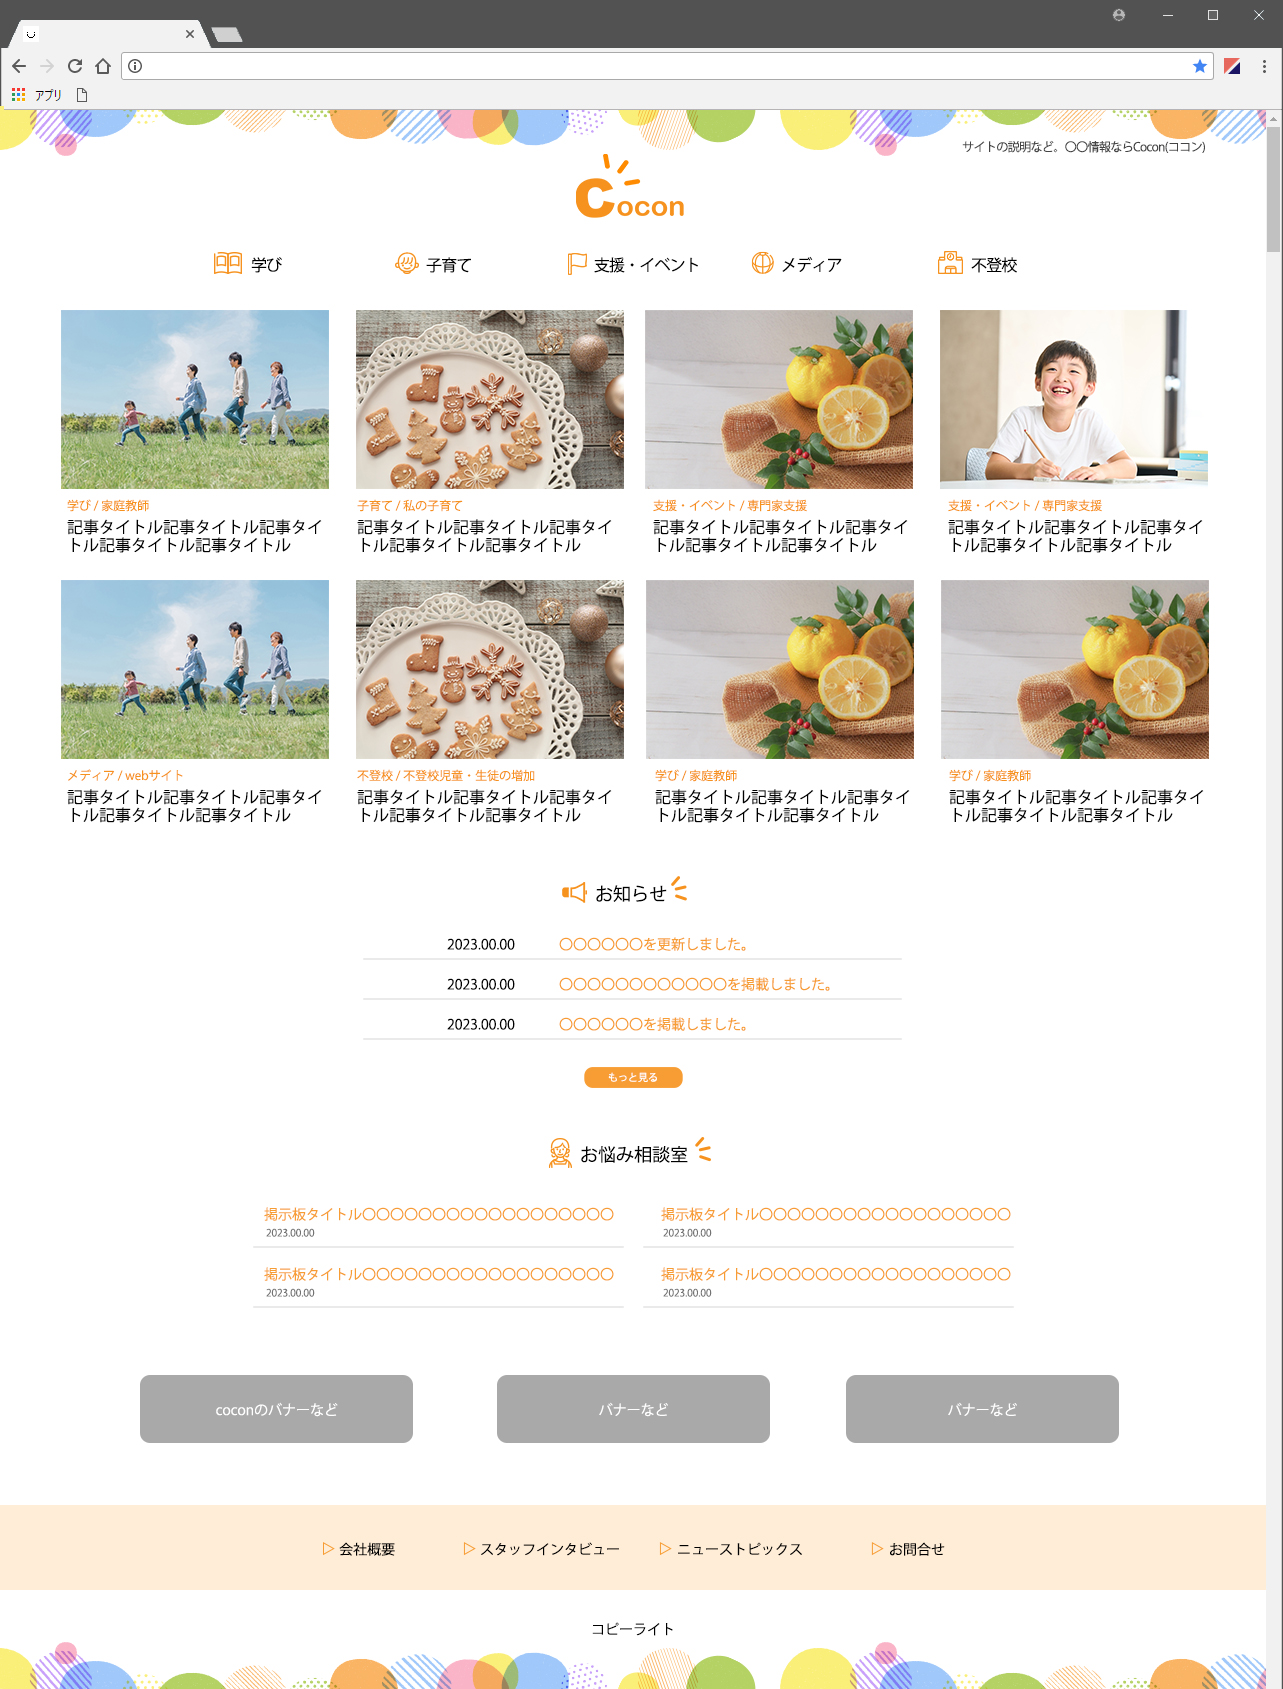 アプリ
サイトの説明など。〇〇情報ならCocon(ココン)
Cocon
学び
子育て
支援・イベント
メディア
不登校
学び / 家庭教師
記事タイトル記事タイトル記事タイ
トル記事タイトル記事タイトル
子育て / 私の子育て
記事タイトル記事タイトル記事タイ
トル記事タイトル記事タイトル
支援・イベント / 専門家支援
記事タイトル記事タイトル記事タイ
トル記事タイトル記事タイトル
支援・イベント / 専門家支援
記事タイトル記事タイトル記事タイ
トル記事タイトル記事タイトル
メディア / webサイト
記事タイトル記事タイトル記事タイ
トル記事タイトル記事タイトル
不登校 / 不登校児童・生徒の増加
記事タイトル記事タイトル記事タイ
トル記事タイトル記事タイトル
学び / 家庭教師
記事タイトル記事タイトル記事タイ
トル記事タイトル記事タイトル
学び / 家庭教師
記事タイトル記事タイトル記事タイ
トル記事タイトル記事タイトル
お知らせ
2023.00.00 〇〇〇〇〇〇を更新しました。
2023.00.00 〇〇〇〇〇〇〇〇〇〇〇〇を掲載しました。
2023.00.00 〇〇〇〇〇〇を掲載しました。
もっと見る
お悩み相談室
掲示板タイトル〇〇〇〇〇〇〇〇〇〇〇〇〇〇〇〇〇〇
2023.00.00
掲示板タイトル〇〇〇〇〇〇〇〇〇〇〇〇〇〇〇〇〇〇
2023.00.00
掲示板タイトル〇〇〇〇〇〇〇〇〇〇〇〇〇〇〇〇〇〇
2023.00.00
掲示板タイトル〇〇〇〇〇〇〇〇〇〇〇〇〇〇〇〇〇〇
2023.00.00
coconのバナーなど
バナーなど
バナーなど
▷ 会社概要
▷ スタッフインタビュー
▷ ニューストピックス
▷ お問合せ
コピーライト